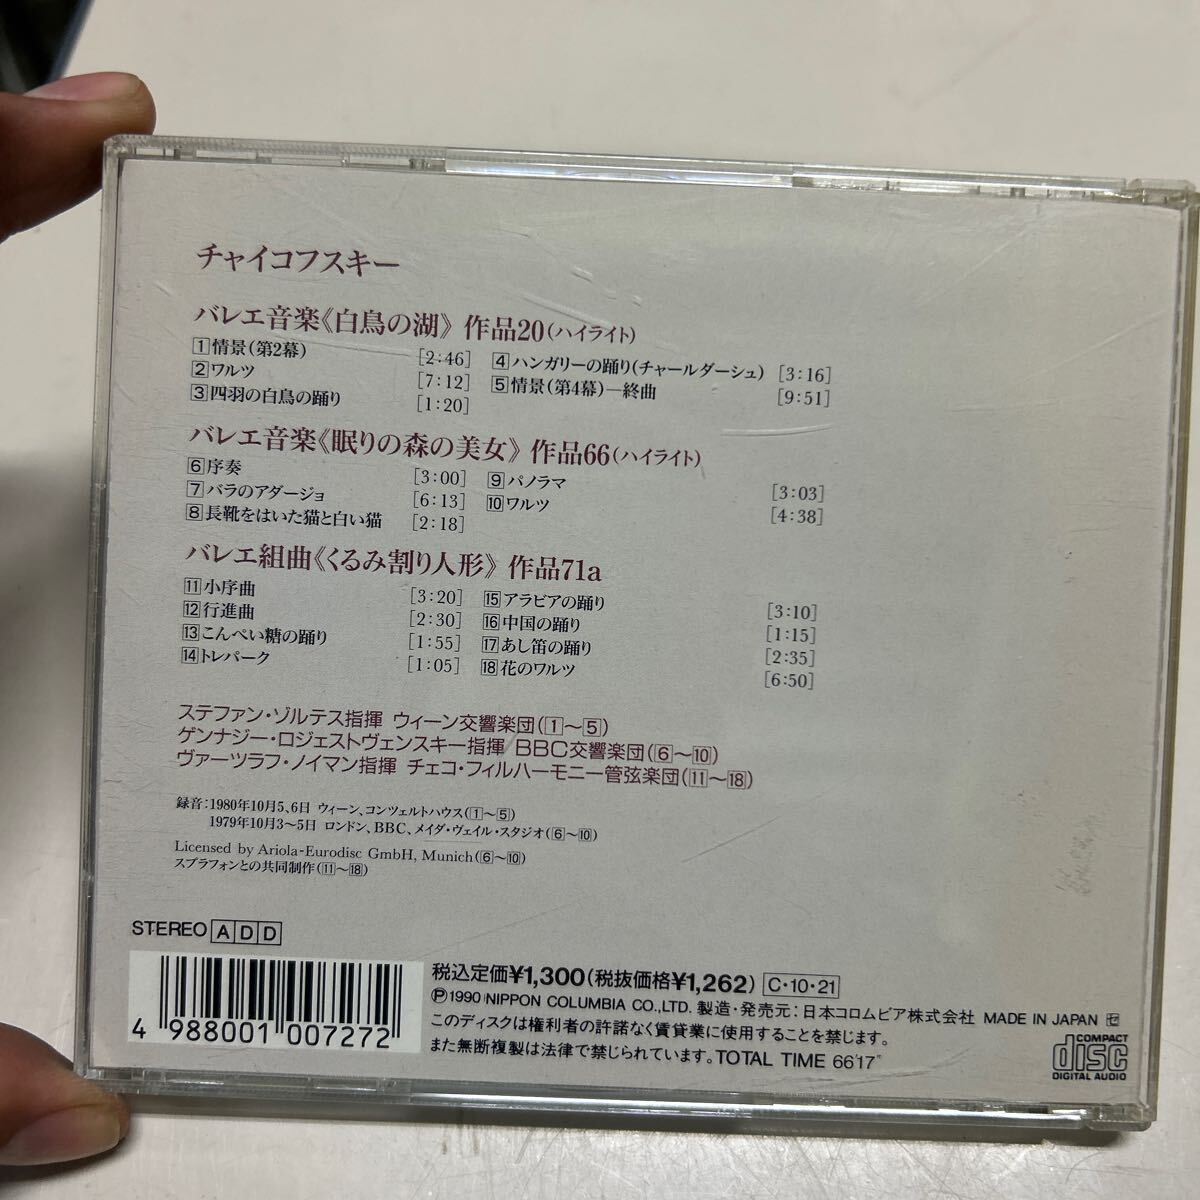 チャイコフスキー
バレエ音楽《白鳥の湖》 作品20(ハイライト)
1 情景(第2幕) [2:46]
2 ワルツ [7:12]
3 四羽の白鳥の踊り [1:20]
4 ハンガリーの踊り(チャールダーシュ) [3:16]
5 情景(第4幕)―終曲 [9:51]
バレエ音楽《眠りの森の美女》 作品66(ハイライト)
6 序奏 [3:00]
7 バラのアダージョ [6:13]
8 長靴をはいた猫と白い猫 [2:18]
9 パノラマ [3:03]
10 ワルツ [4:38]
バレエ組曲《くるみ割り人形》 作品71a
11 小序曲 [3:20]
12 行進曲 [2:30]
13 こんぺい糖の踊り [1:55]
14 トレパーク [1:05]
15 アラビアの踊り [3:10]
16 中国の踊り [1:15]
17 あし笛の踊り [2:35]
18 花のワルツ [6:50]
ステファン・ゾルテス指揮 ウィーン交響楽団(1～5)
ゲンナジー・ロジェストヴェンスキー指揮 BBC交響楽団(6～10)
ヴァーツラフ・ノイマン指揮 チェコ・フィルハーモニー管弦楽団(11～18)
録音:1980年10月5、6日 ウィーン、コンツェルトハウス(1～5)
1979年10月3～5日 ロンドン、BBC、メイダ・ヴェイル・スタジオ(6～10)
Licensed by Ariola-Eurodisc GmbH, Munich(6～10)
スプラフォンとの共同制作(11～18)
STEREO ADD
4 988001 007272
税込定価¥1,300(税抜価格¥1,262) C・10・21
Ⓟ1990 NIPPON COLUMBIA CO.,LTD. 製造・発売元:日本コロムビア株式会社 MADE IN JAPAN
このディスクは権利者の許諾なく賃貸業に使用することを禁じます。
また無断複製は法律で禁じられています。TOTAL TIME 66'17"
COMPACT
disc
DIGITAL AUDIO